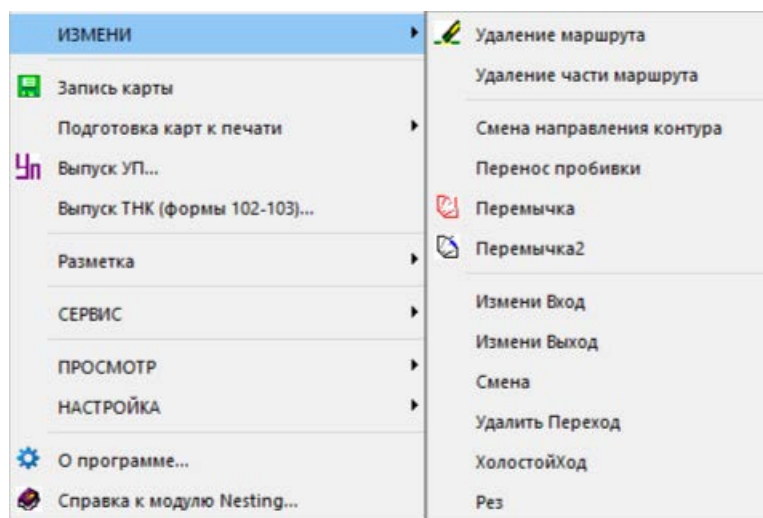 ИЗМЕНИ
Запись карты
Подготовка карт к печати
Уп Выпуск УП...
Выпуск ТНК (формы 102-103)...
Разметка
СЕРВИС
ПРОСМОТР
НАСТРОЙКА
О программе...
Справка к модулю Nesting...
Удаление маршрута
Удаление части маршрута
Смена направления контура
Перенос пробивки
Перемычка
Перемычка2
Измени Вход
Измени Выход
Смена
Удалить Переход
ХолостойХод
Рез